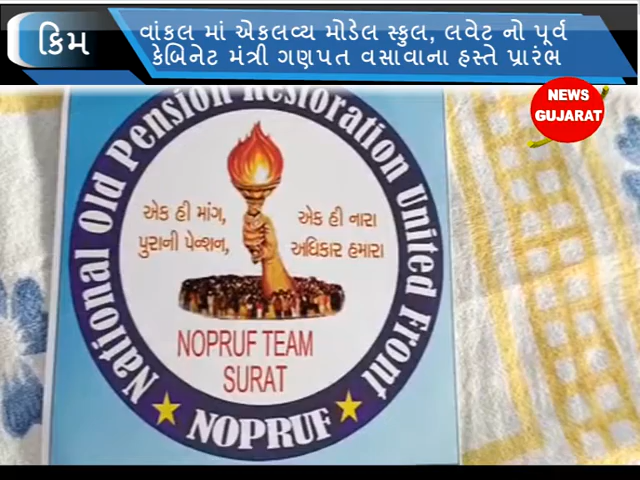 કિમ
વાંકલ માં એકલવ્ય મોડેલ સ્કુલ, લવેટ નો પૂર્વ
કેબિનેટ મંત્રી ગણપત વસાવાના હસ્તે પ્રારંભ
NEWS
GUJARAT
National Old Pension Restoration United Front
એક હી માંગ,
પુરાની પેન્શન,
એક હી નારા
અધિકાર હમારા
NOPRUF TEAM
SURAT
NOPRUF